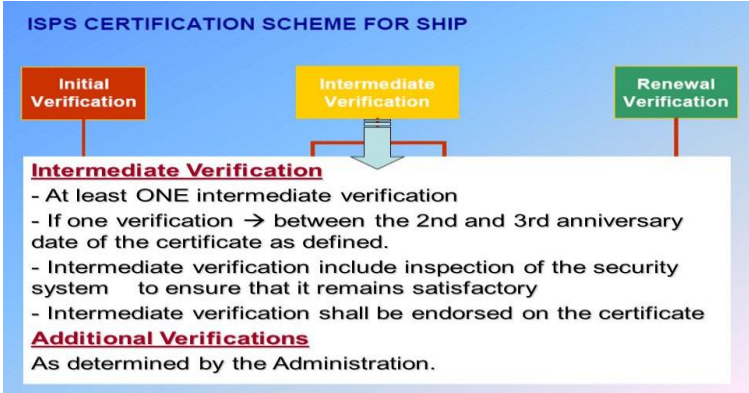 ISPS CERTIFICATION SCHEME FOR SHIP
Initial
Verification
Intermediate
Verification
Renewal
Verification
Intermediate Verification
- At least ONE intermediate verification
- If one verification → between the 2nd and 3rd anniversary
date of the certificate as defined.
- Intermediate verification include inspection of the security
system to ensure that it remains satisfactory
- Intermediate verification shall be endorsed on the certificate
Additional Verifications
As determined by the Administration.